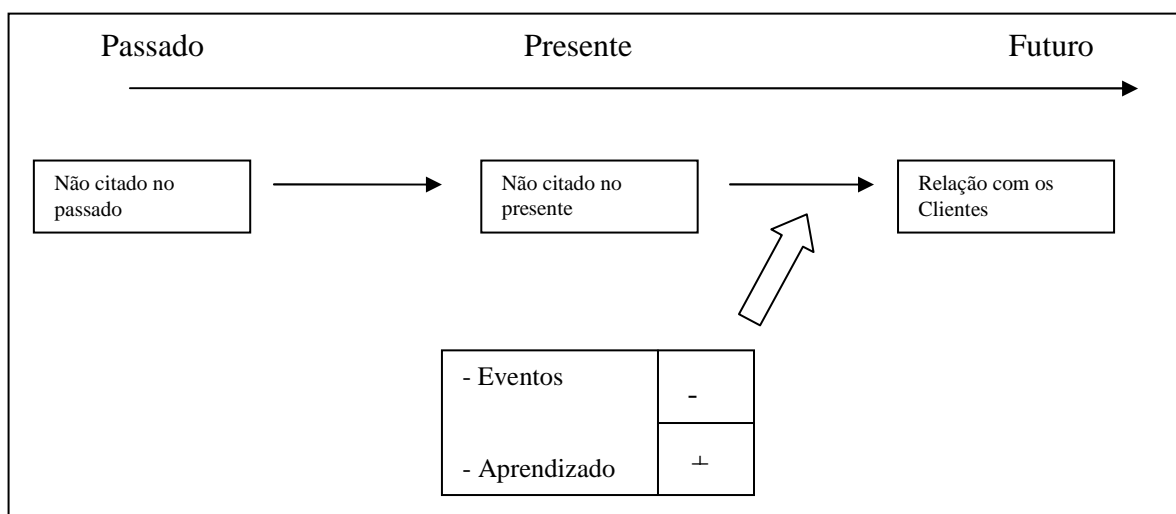 Passado Presente Futuro
Não citado no
passado
Não citado no
presente
Relação com os
Clientes
- Eventos
-
- Aprendizado
+